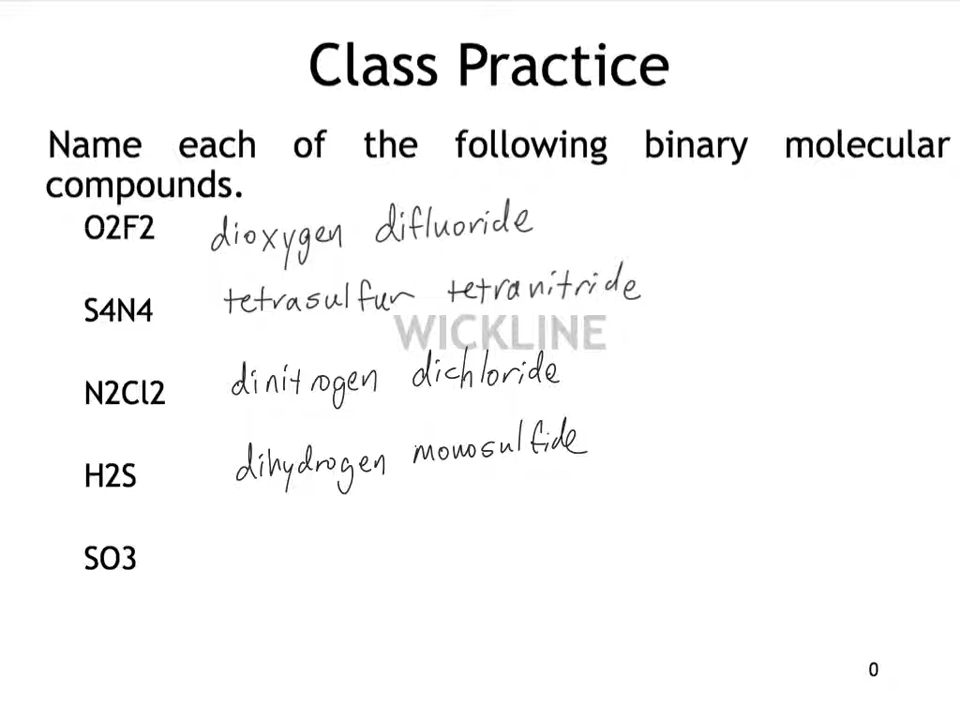 Class Practice
Name each of the following binary molecular
compounds.
O2F2 dioxygen difluoride
S4N4 tetrasulfur tetranitride
WICKLINE
N2Cl2 dinitrogen dichloride
H2S dihydrogen monosulfide
SO3
0